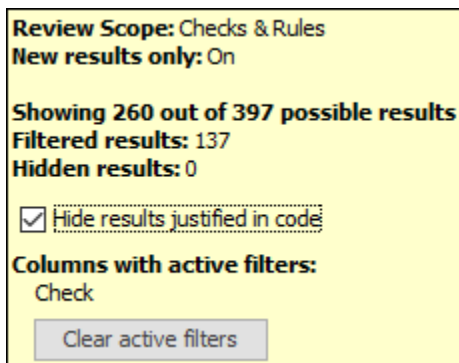 Review Scope: Checks & Rules
New results only: On
Showing 260 out of 397 possible results
Filtered results: 137
Hidden results: 0
Hide results justified in code
Columns with active filters:
Check
Clear active filters